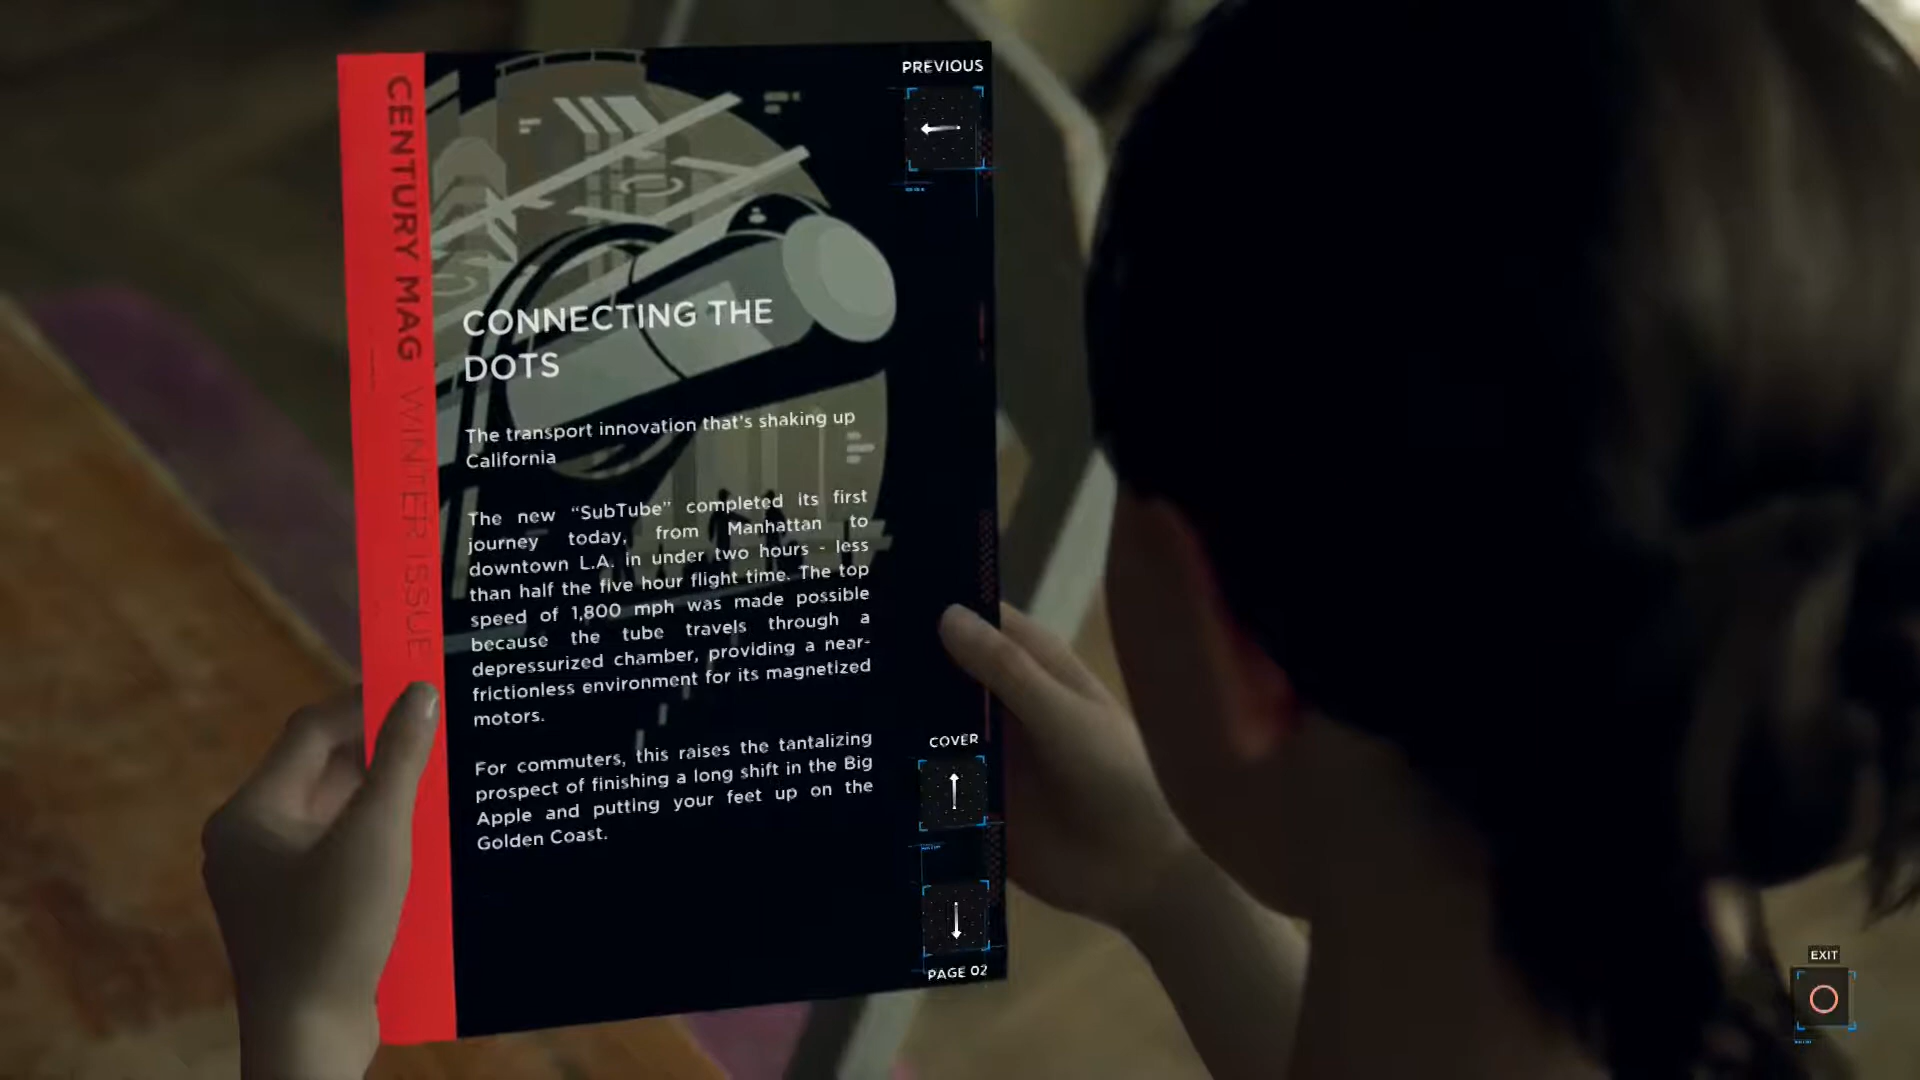 CENTURY MAG WINTER ISSUE
PREVIOUS
CONNECTING THE
DOTS
The transport innovation that's shaking up
California
The new “SubTube” completed its first
journey today, from Manhattan to
downtown L.A. in under two hours - less
than half the five hour flight time. The top
speed of 1,800 mph was made possible
because the tube travels through a
depressurized chamber, providing a near-
frictionless environment for its magnetized
motors.
For commuters, this raises the tantalizing
prospect of finishing a long shift in the Big
Apple and putting your feet up on the
Golden Coast.
COVER
PAGE 02
EXIT